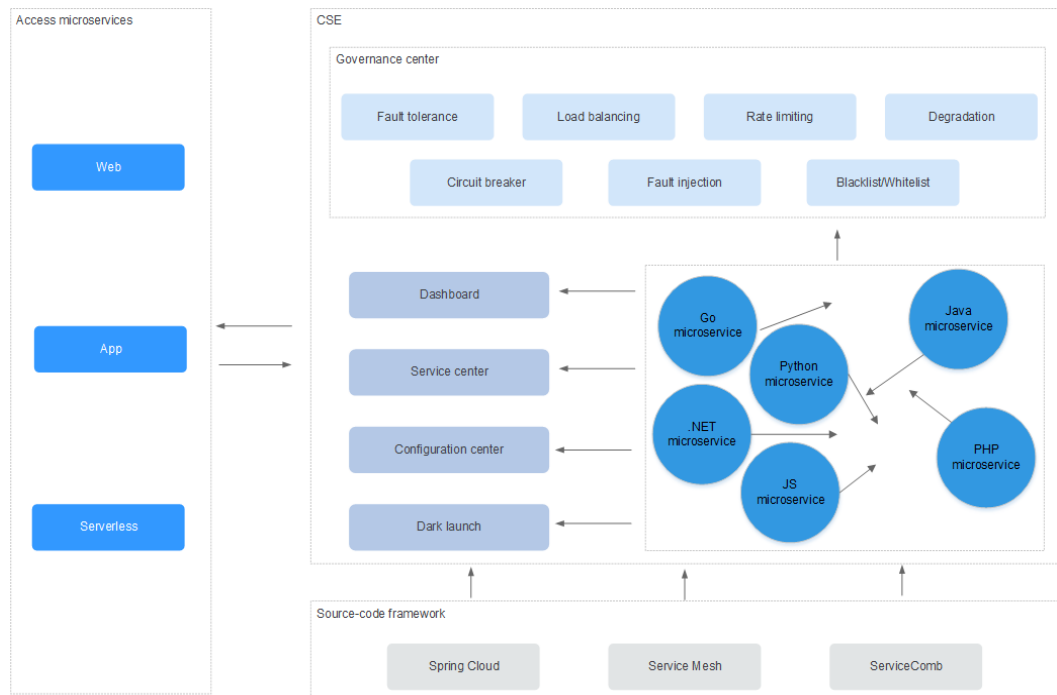 Access microservices
Web
App
Serverless
CSE
Governance center
Fault tolerance
Load balancing
Rate limiting
Degradation
Circuit breaker
Fault injection
Blacklist/Whitelist
Dashboard
Service center
Configuration center
Dark launch
Go
microservice
Java
microservice
Python
microservice
.NET
microservice
PHP
microservice
JS
microservice
Source-code framework
Spring Cloud
Service Mesh
ServiceComb